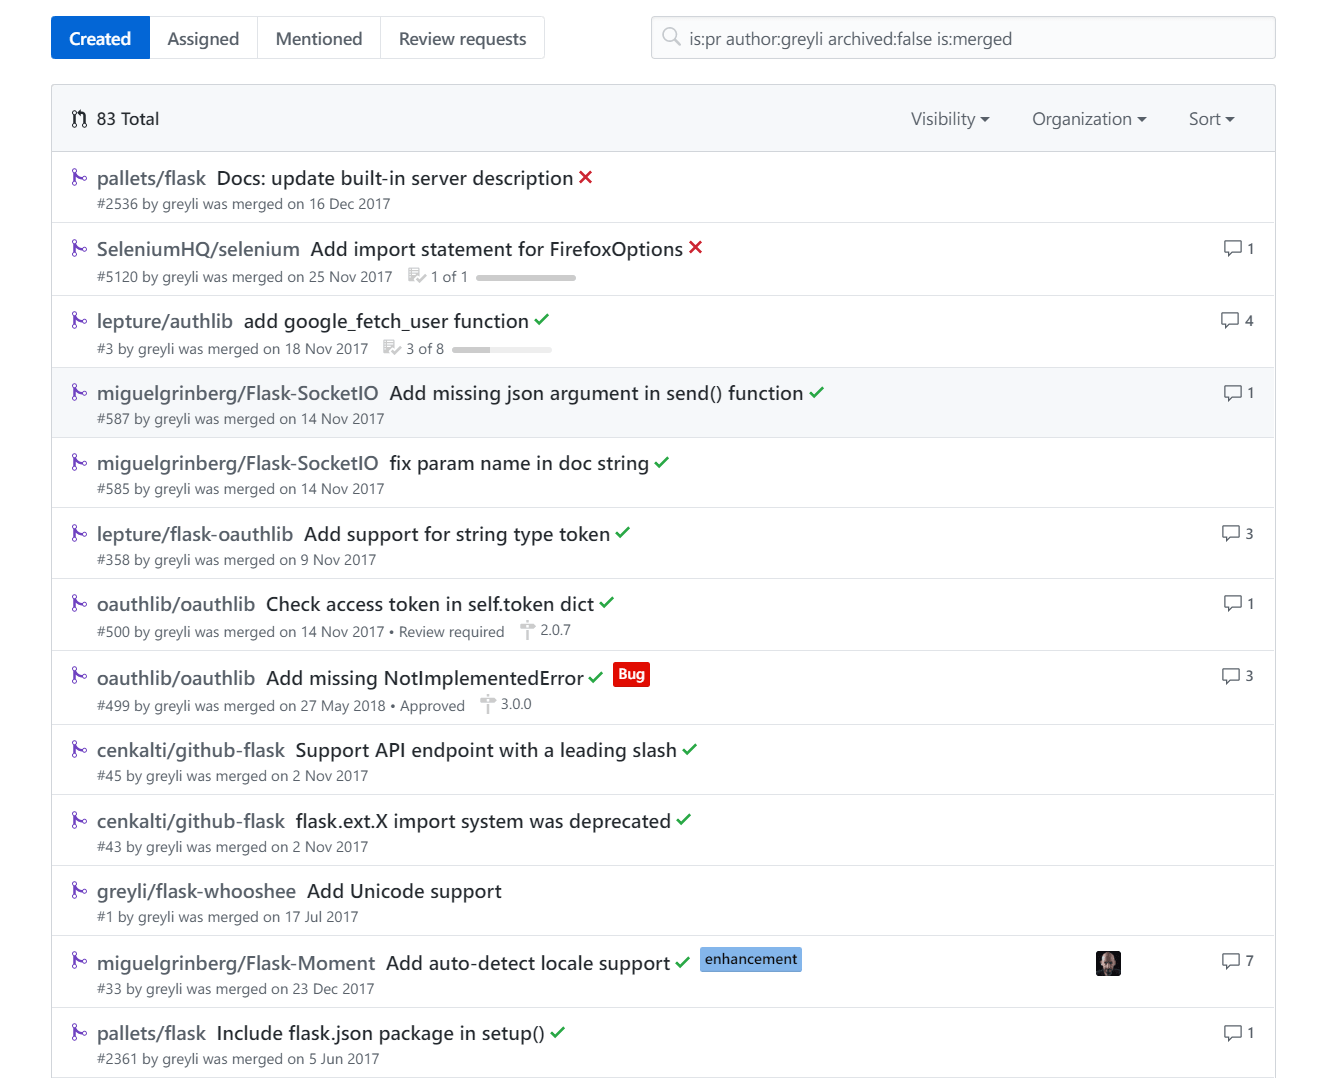 Created Assigned Mentioned Review requests is:pr author:greyli archived:false is:merged
83 Total Visibility Organization Sort
pallets/flask Docs: update built-in server description
#2536 by greyli was merged on 16 Dec 2017
SeleniumHQ/selenium Add import statement for FirefoxOptions 1
#5120 by greyli was merged on 25 Nov 2017 1 of 1
lepture/authlib add google_fetch_user function 4
#3 by greyli was merged on 18 Nov 2017 3 of 8
miguelgrinberg/Flask-SocketIO Add missing json argument in send() function 1
#587 by greyli was merged on 14 Nov 2017
miguelgrinberg/Flask-SocketIO fix param name in doc string
#585 by greyli was merged on 14 Nov 2017
lepture/flask-oauthlib Add support for string type token 3
#358 by greyli was merged on 9 Nov 2017
oauthlib/oauthlib Check access token in self.token dict 1
#500 by greyli was merged on 14 Nov 2017 • Review required 2.0.7
oauthlib/oauthlib Add missing NotImplementedError Bug 3
#499 by greyli was merged on 27 May 2018 • Approved 3.0.0
cenkalti/github-flask Support API endpoint with a leading slash
#45 by greyli was merged on 2 Nov 2017
cenkalti/github-flask flask.ext.X import system was deprecated
#43 by greyli was merged on 2 Nov 2017
greyli/flask-whooshee Add Unicode support
#1 by greyli was merged on 17 Jul 2017
miguelgrinberg/Flask-Moment Add auto-detect locale support enhancement 7
#33 by greyli was merged on 23 Dec 2017
pallets/flask Include flask.json package in setup() 1
#2361 by greyli was merged on 5 Jun 2017